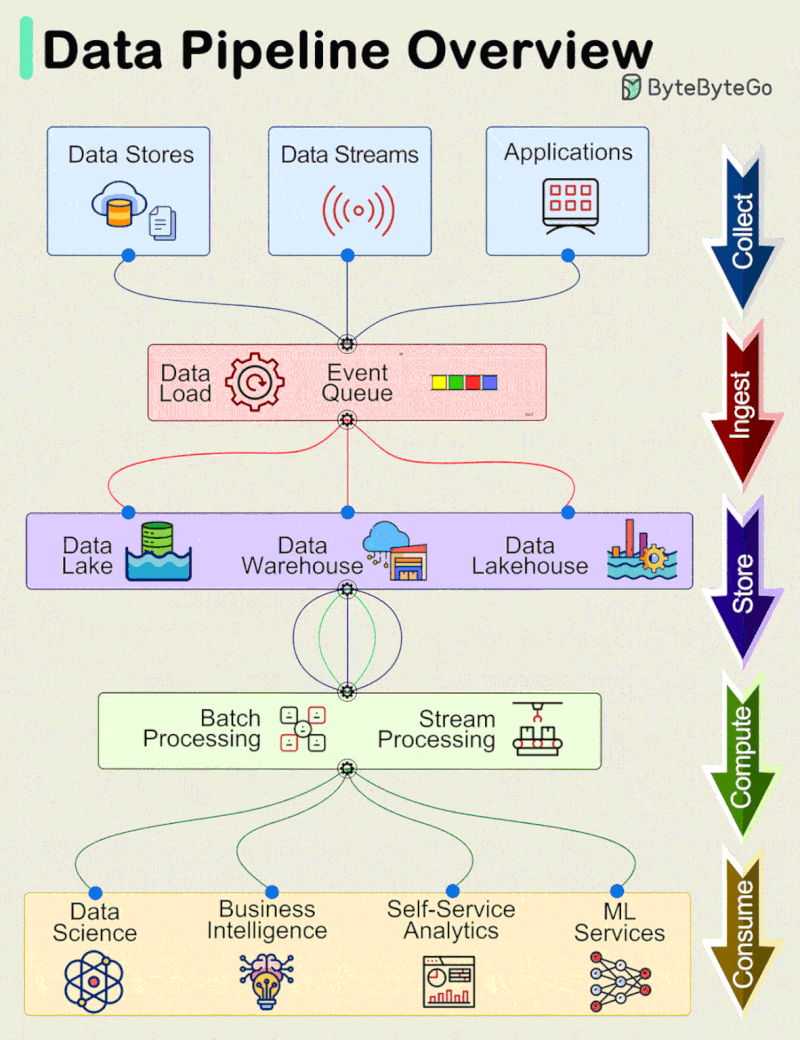 Data Pipeline Overview
ByteByteGo
Data Stores
Data Streams
Applications
Collect
Data
Load
Event
Queue
Ingest
Data
Lake
Data
Warehouse
Data
Lakehouse
Store
Batch
Processing
Stream
Processing
Compute
Data
Science
Business
Intelligence
Self-Service
Analytics
ML
Services
Consume